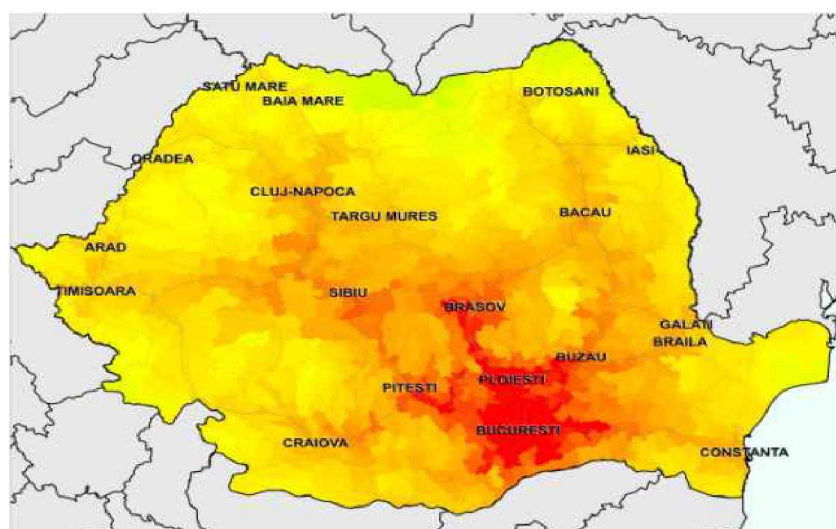 SATU MARE
BAIA MARE
BOTOSANI
ORADEA
IASI
CLUJ-NAPOCA
TARGU MURES
BACAU
ARAD
TIMISOARA
SIBIU
BRASOV
GALATI
BRAILA
BUZAU
PITESTI
PLOIESTI
CRAIOVA
BUCURESTI
CONSTANTA